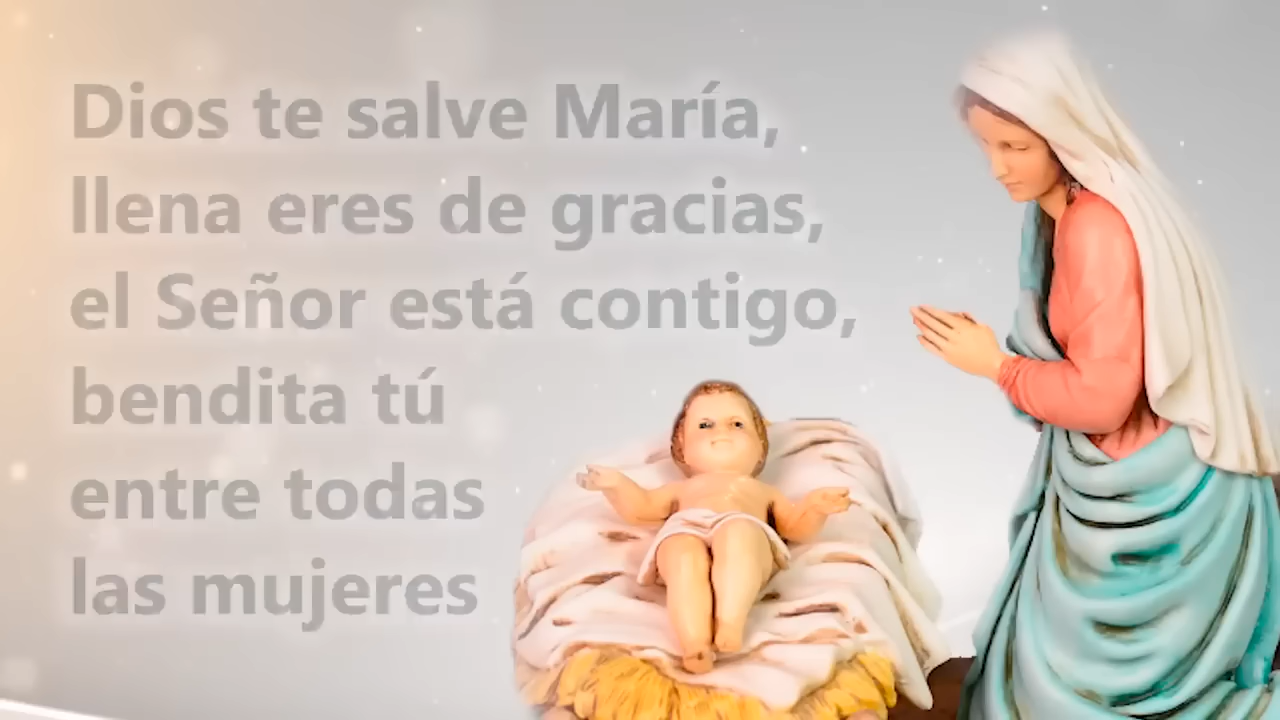 Dios te salve María,
llena eres de gracias,
el Señor está contigo,
bendita tú
entre todas
las mujeres